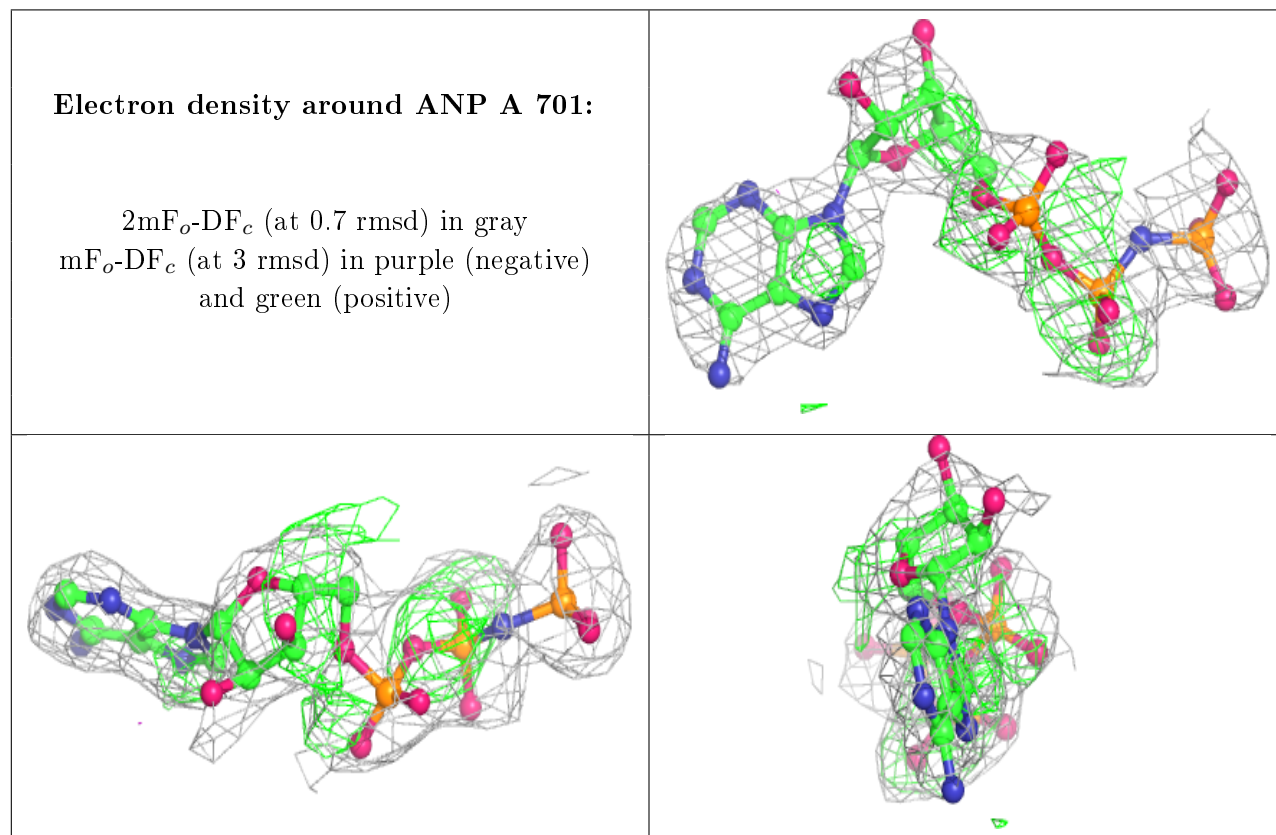 Electron density around ANP A 701:
2mFₒ-DF𝒸 (at 0.7 rmsd) in gray
mFₒ-DF𝒸 (at 3 rmsd) in purple (negative)
and green (positive)